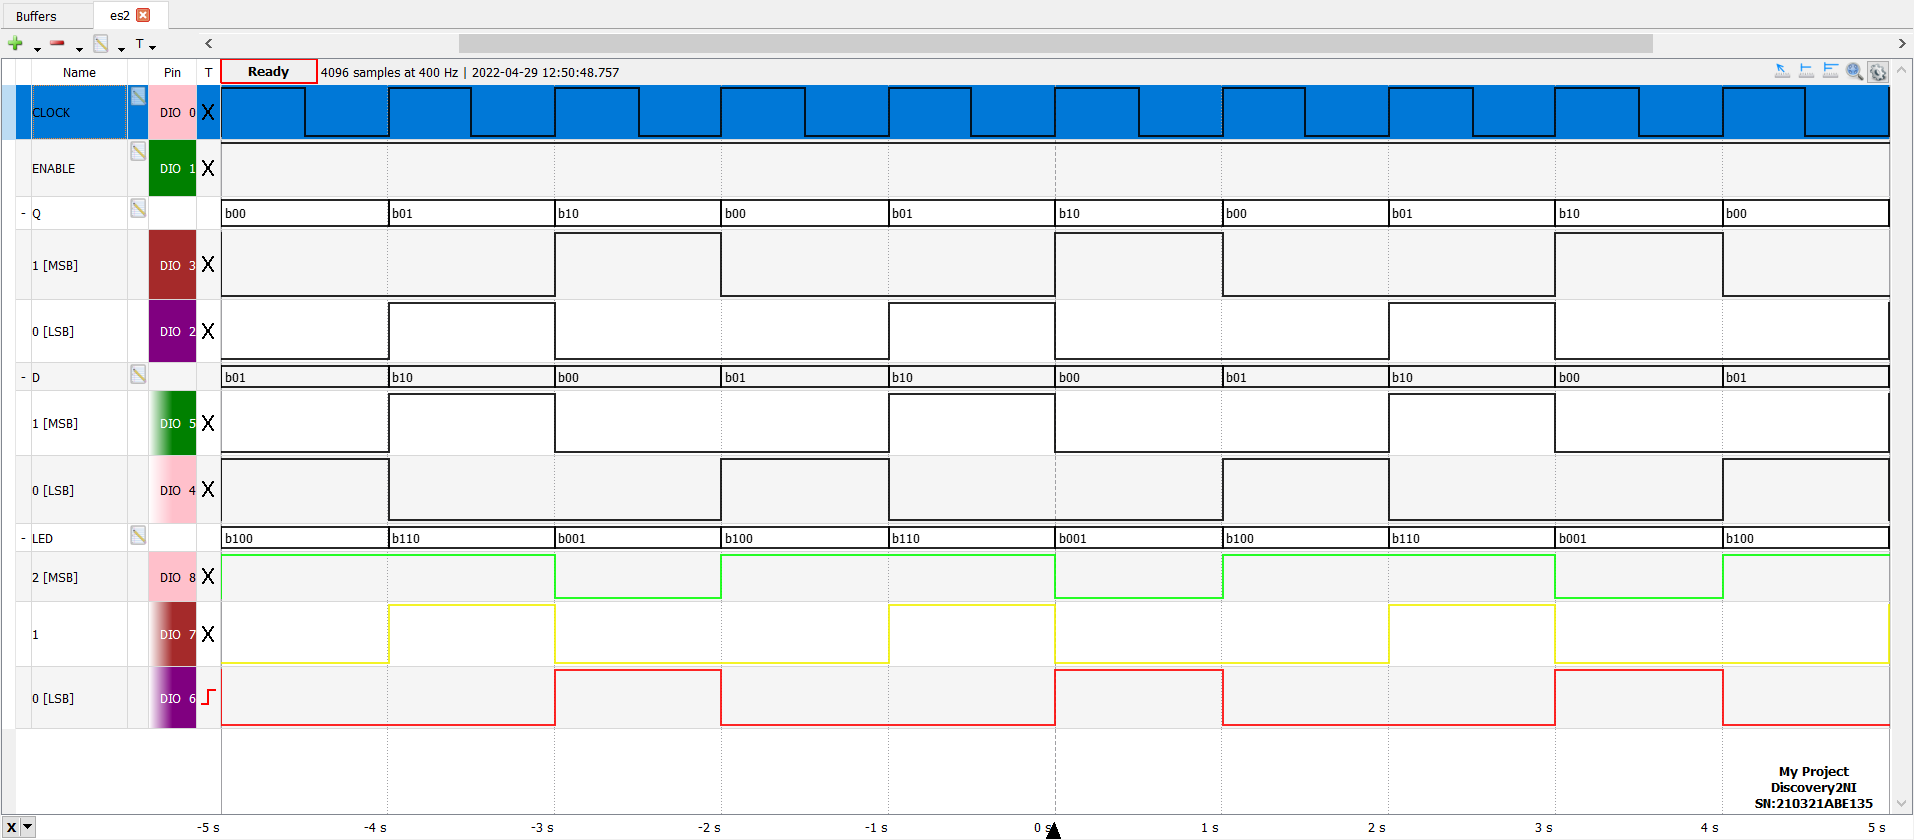 Buffers es2
T
Name Pin T Ready 4096 samples at 400 Hz | 2022-04-29 12:50:48.757
CLOCK DIO 0 X
ENABLE DIO 1 X
- Q b00 b01 b10 b00 b01 b10 b00 b01 b10 b00
1 [MSB] DIO 3 X
0 [LSB] DIO 2 X
- D b01 b10 b00 b01 b10 b00 b01 b10 b00 b01
1 [MSB] DIO 5 X
0 [LSB] DIO 4 X
- LED b100 b110 b001 b100 b110 b001 b100 b110 b001 b100
2 [MSB] DIO 8 X
1 DIO 7 X
0 [LSB] DIO 6
My Project
Discovery2NI
SN:210321ABE135
X -5 s -4 s -3 s -2 s -1 s 0 s 1 s 2 s 3 s 4 s 5 s